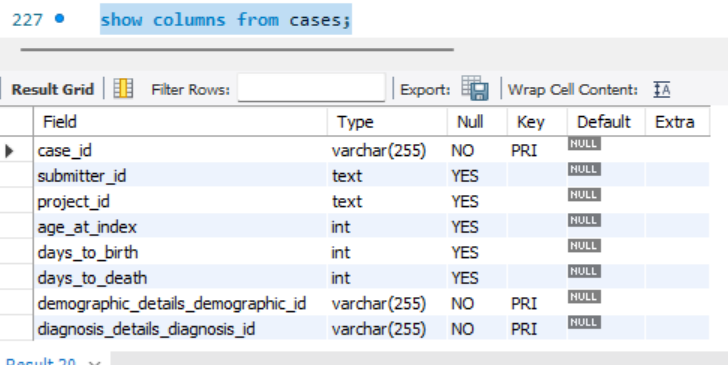 227 show columns from cases;
Result Grid Filter Rows: Export: Wrap Cell Content: IA
Field Type Null Key Default Extra
case_id varchar(255) NO PRI NULL
submitter_id text YES NULL
project_id text YES NULL
age_at_index int YES NULL
days_to_birth int YES NULL
days_to_death int YES NULL
demographic_details_demographic_id varchar(255) NO PRI NULL
diagnosis_details_diagnosis_id varchar(255) NO PRI NULL
Result 20